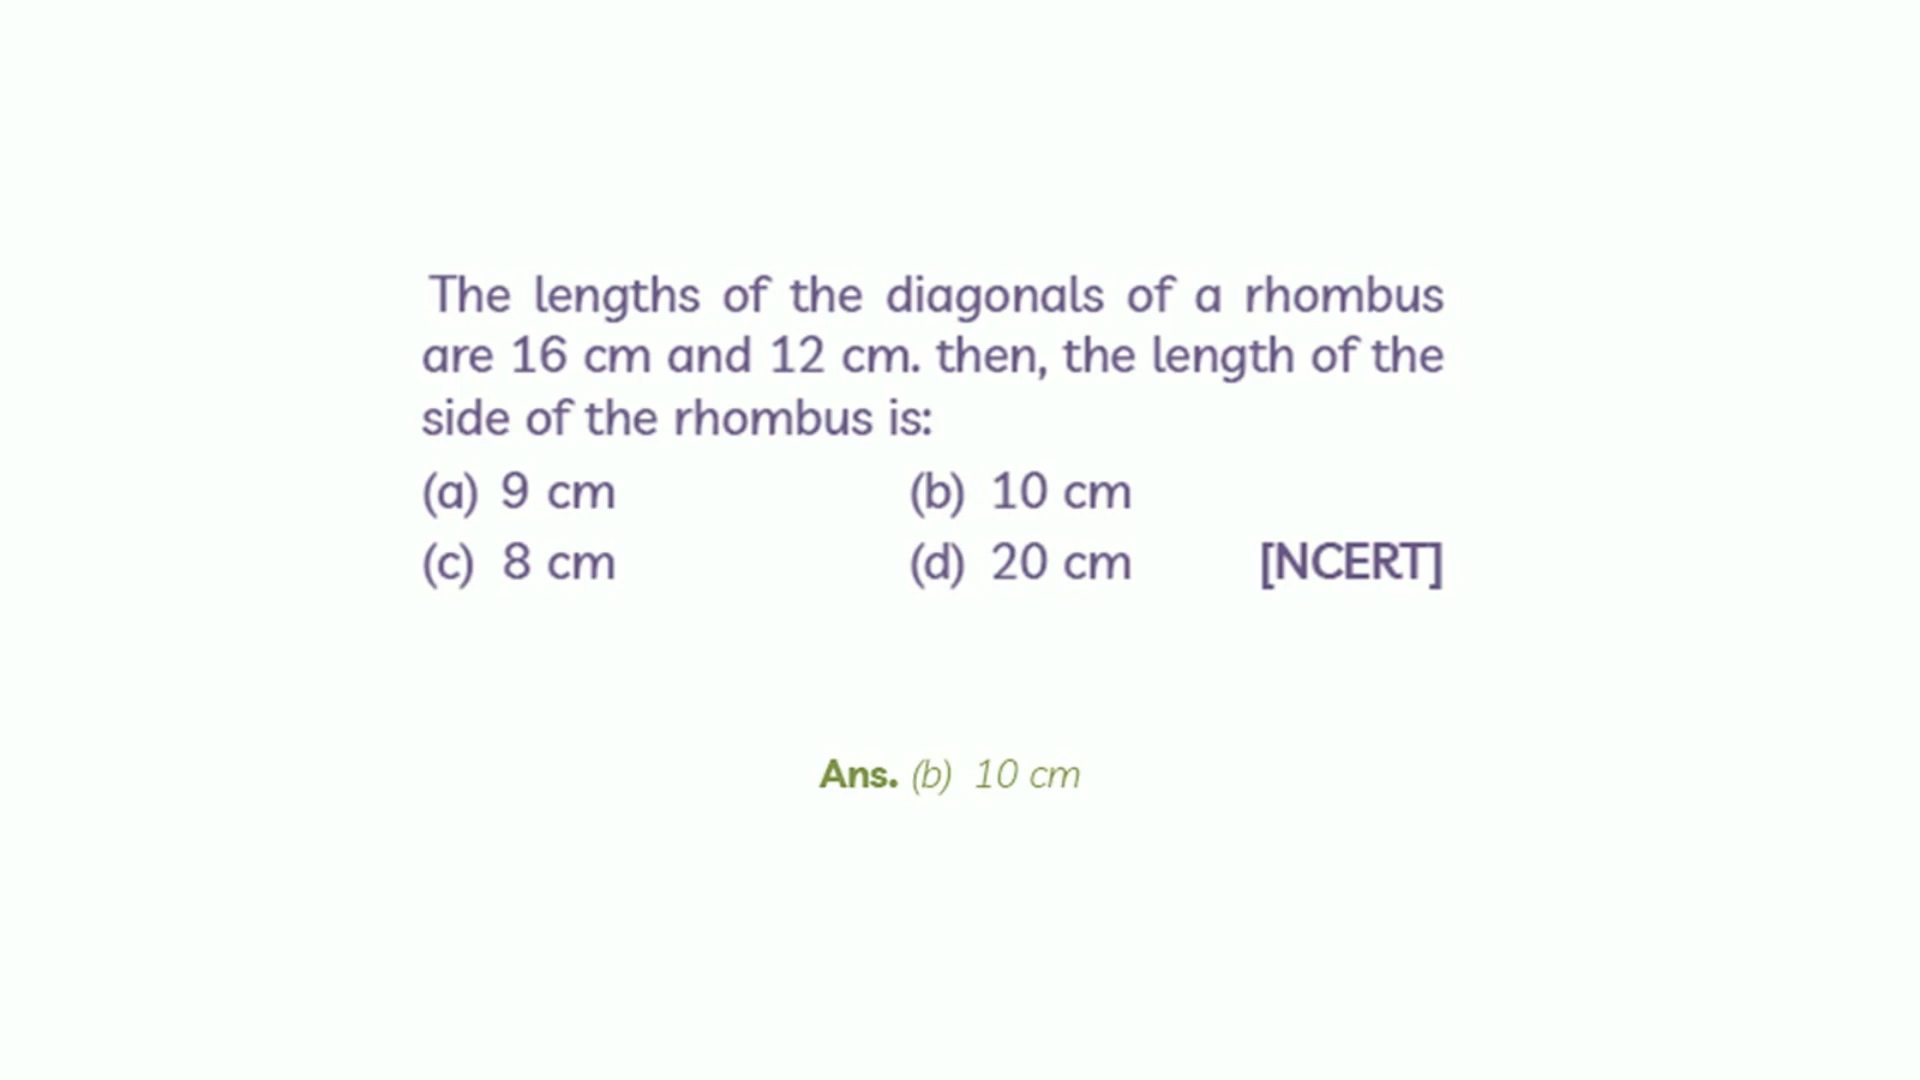 The lengths of the diagonals of a rhombus
are 16 cm and 12 cm. then, the length of the
side of the rhombus is:
(a) 9 cm (b) 10 cm
(c) 8 cm (d) 20 cm [NCERT]
Ans. (b) 10 cm